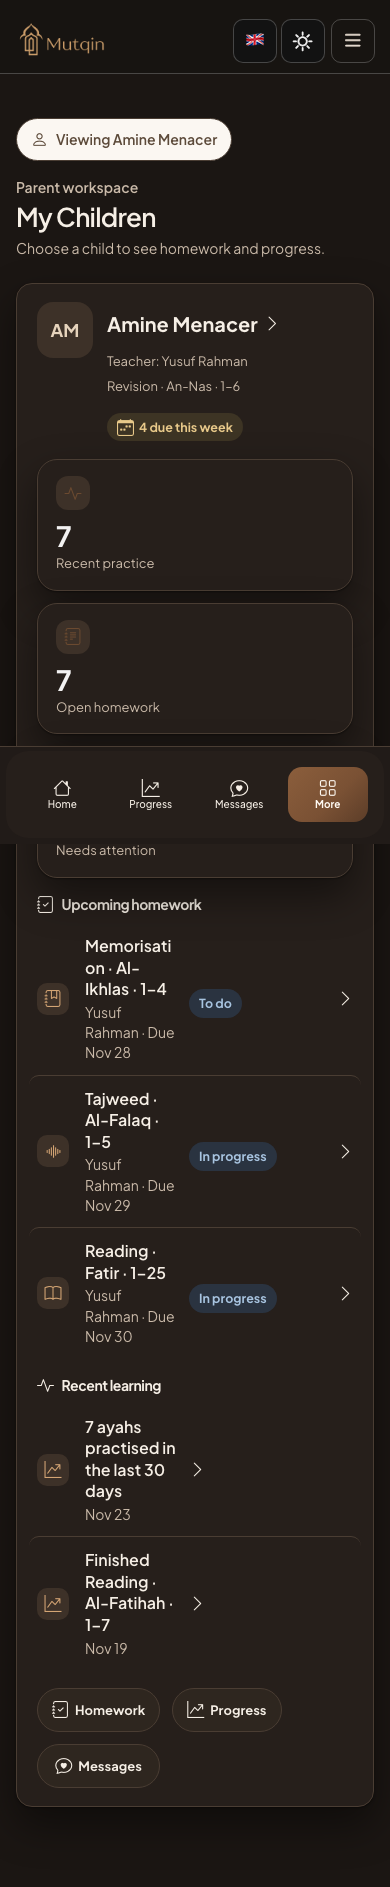 Mutqin
Viewing Amine Menacer
Parent workspace
My Children
Choose a child to see homework and progress.
AM
Amine Menacer
Teacher: Yusuf Rahman
Revision · An-Nas · 1–6
4 due this week
7
Recent practice
7
Open homework
Home
Progress
Messages
More
Needs attention
Upcoming homework
Memorisati
on · Al-
Ikhlas · 1–4
Yusuf
Rahman · Due
Nov 28
To do
Tajweed ·
Al-Falaq ·
1–5
Yusuf
Rahman · Due
Nov 29
In progress
Reading ·
Fatir · 1–25
Yusuf
Rahman · Due
Nov 30
In progress
Recent learning
7 ayahs
practised in
the last 30
days
Nov 23
Finished
Reading ·
Al-Fatihah ·
1–7
Nov 19
Homework
Progress
Messages